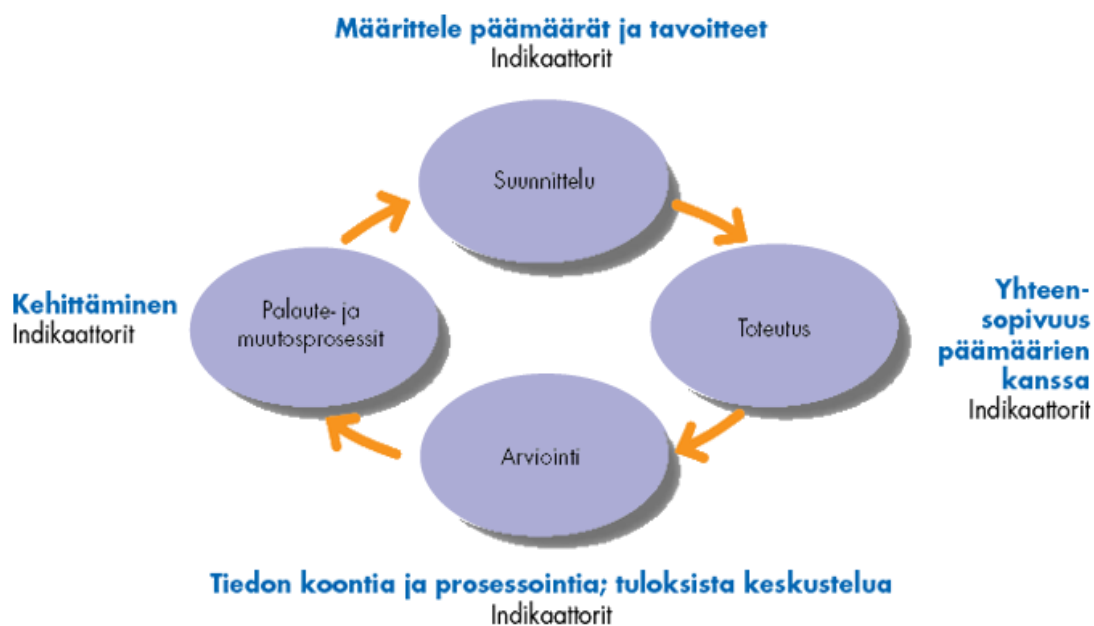 Määrittele päämäärät ja tavoitteet
Indikaattorit
Suunnittelu
Kehittäminen
Indikaattorit
Palaute- ja
muutosprosessit
Toteutus
Yhteen-
sopivuus
päämäärien
kanssa
Indikaattorit
Arviointi
Tiedon koontia ja prosessointia; tuloksista keskustelua
Indikaattorit